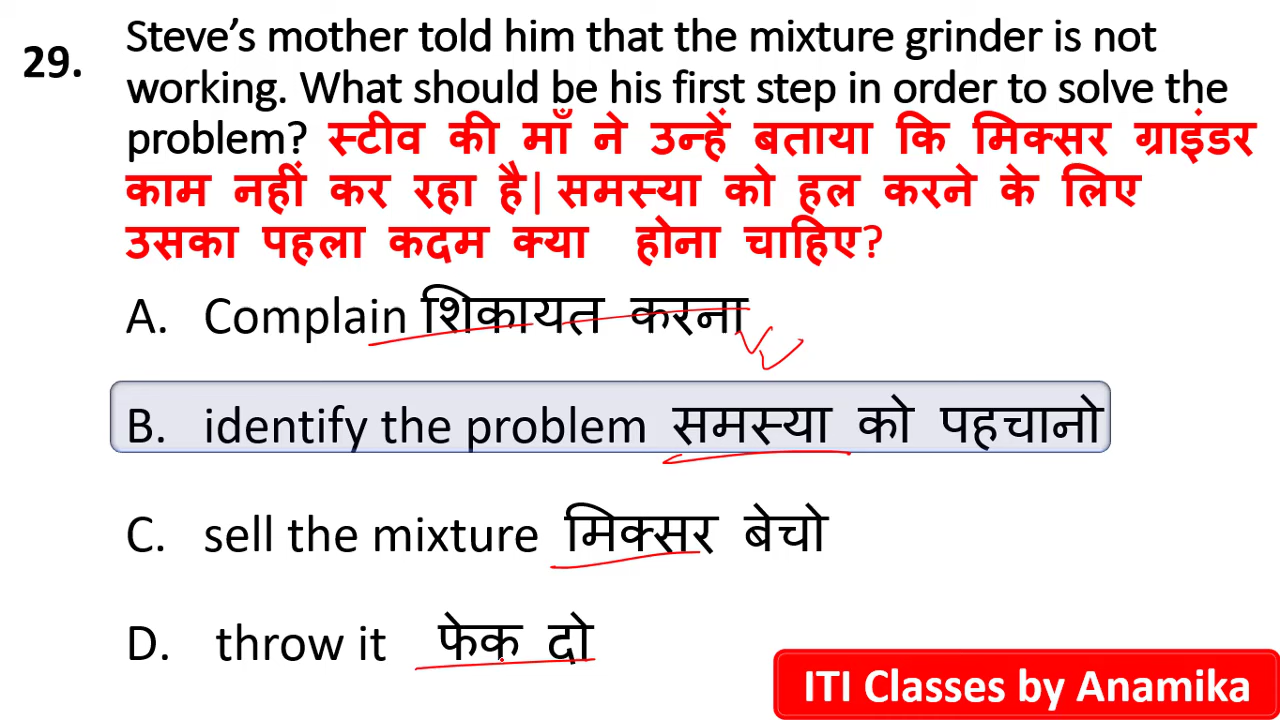 29.
Steve’s mother told him that the mixture grinder is not
working. What should be his first step in order to solve the
problem? स्टीव की माँ ने उन्हें बताया कि मिक्सर ग्राइंडर
काम नहीं कर रहा है| समस्या को हल करने के लिए
उसका पहला कदम क्या होना चाहिए?
A. Complain शिकायत करना
B. identify the problem समस्या को पहचानो
C. sell the mixture मिक्सर बेचो
D. throw it फेक दो
ITI Classes by Anamika